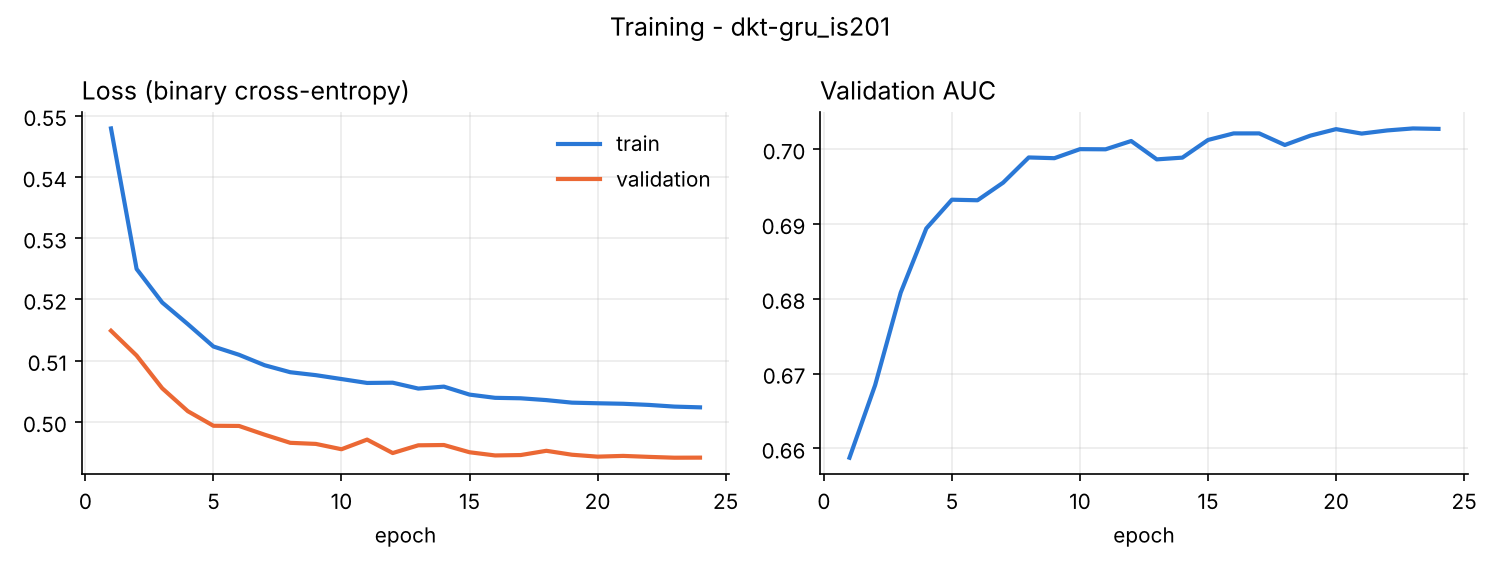 Training - dkt-gru_is201
Loss (binary cross-entropy)
0.55
0.54
0.53
0.52
0.51
0.50
train
validation
0 5 10 15 20 25
epoch
Validation AUC
0.70
0.69
0.68
0.67
0.66
0 5 10 15 20 25
epoch